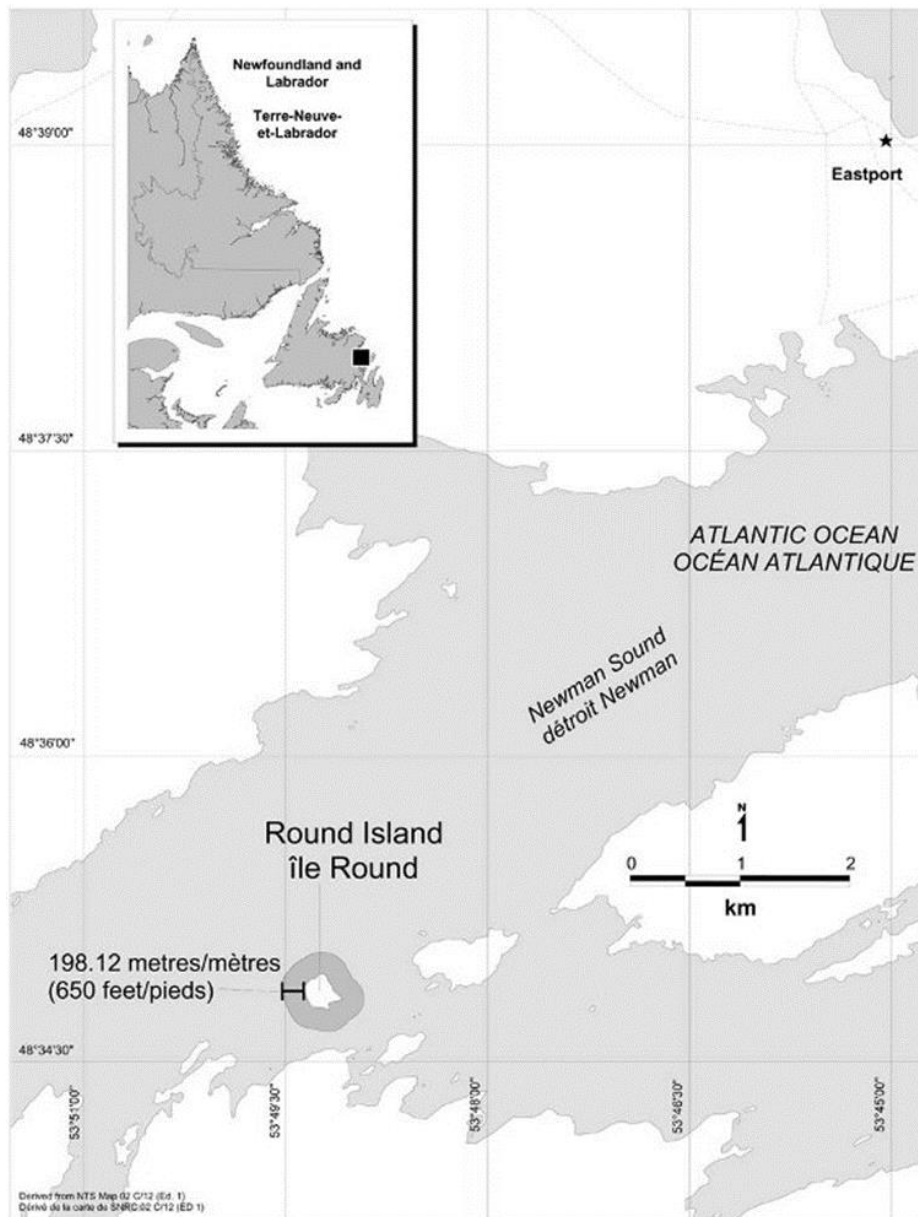 Newfoundland and
Labrador
Terre-Neuve-
et-Labrador
48°39'00"
Eastport
48°37'30"
ATLANTIC OCEAN
OCÉAN ATLANTIQUE
Newman Sound
détroit Newman
48°36'00"
Round Island
île Round
N
0 1 2
km
198.12 metres/mètres
(650 feet/pieds)
48°34'30"
53°51'00"
53°49'30"
53°48'00"
53°46'30"
53°45'00"
Derived from NTS Map 02 C/12 (Ed. 1)
Dérivé de la carte du SNRC 02 C/12 (ED 1)